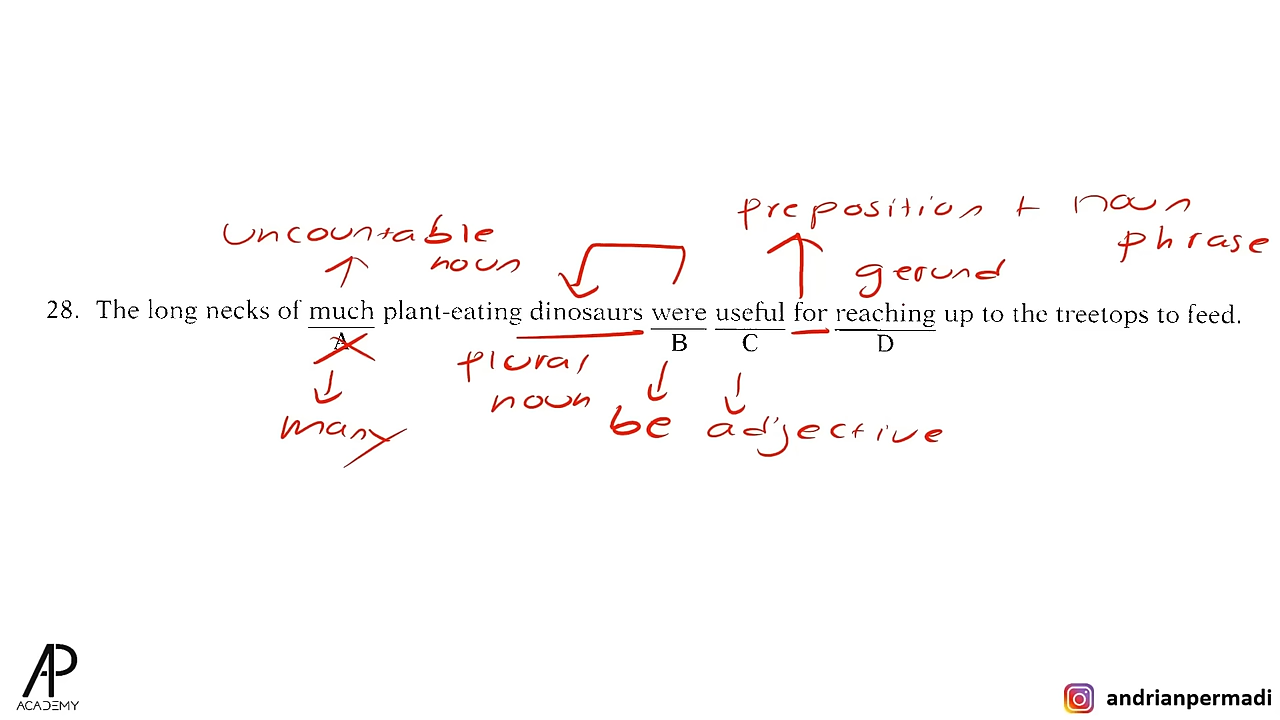 preposition + noun
phrase
uncountable
noun
gerund
28. The long necks of much plant-eating dinosaurs were useful for reaching up to the treetops to feed.
A B C D
plural
noun
many
be adjective
AP
ACADEMY
andrianpermadi